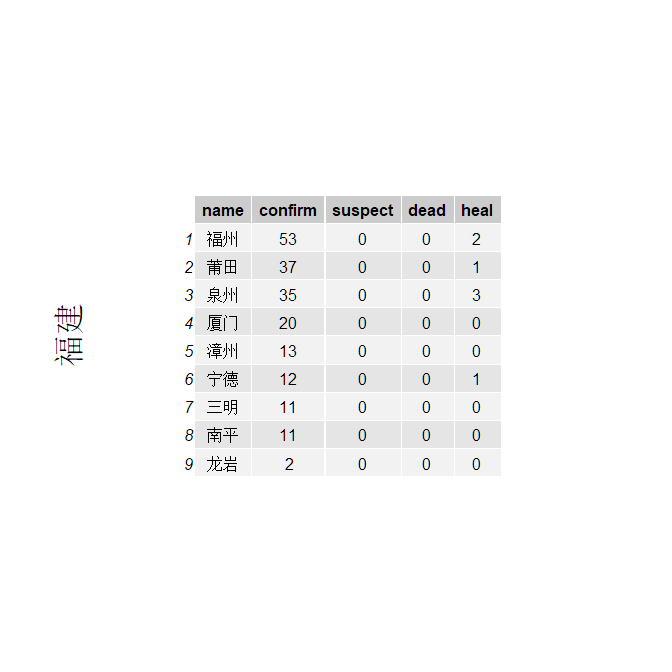 福建
name confirm suspect dead heal
1 福州 53 0 0 2
2 莆田 37 0 0 1
3 泉州 35 0 0 3
4 厦门 20 0 0 0
5 漳州 13 0 0 0
6 宁德 12 0 0 1
7 三明 11 0 0 0
8 南平 11 0 0 0
9 龙岩 2 0 0 0